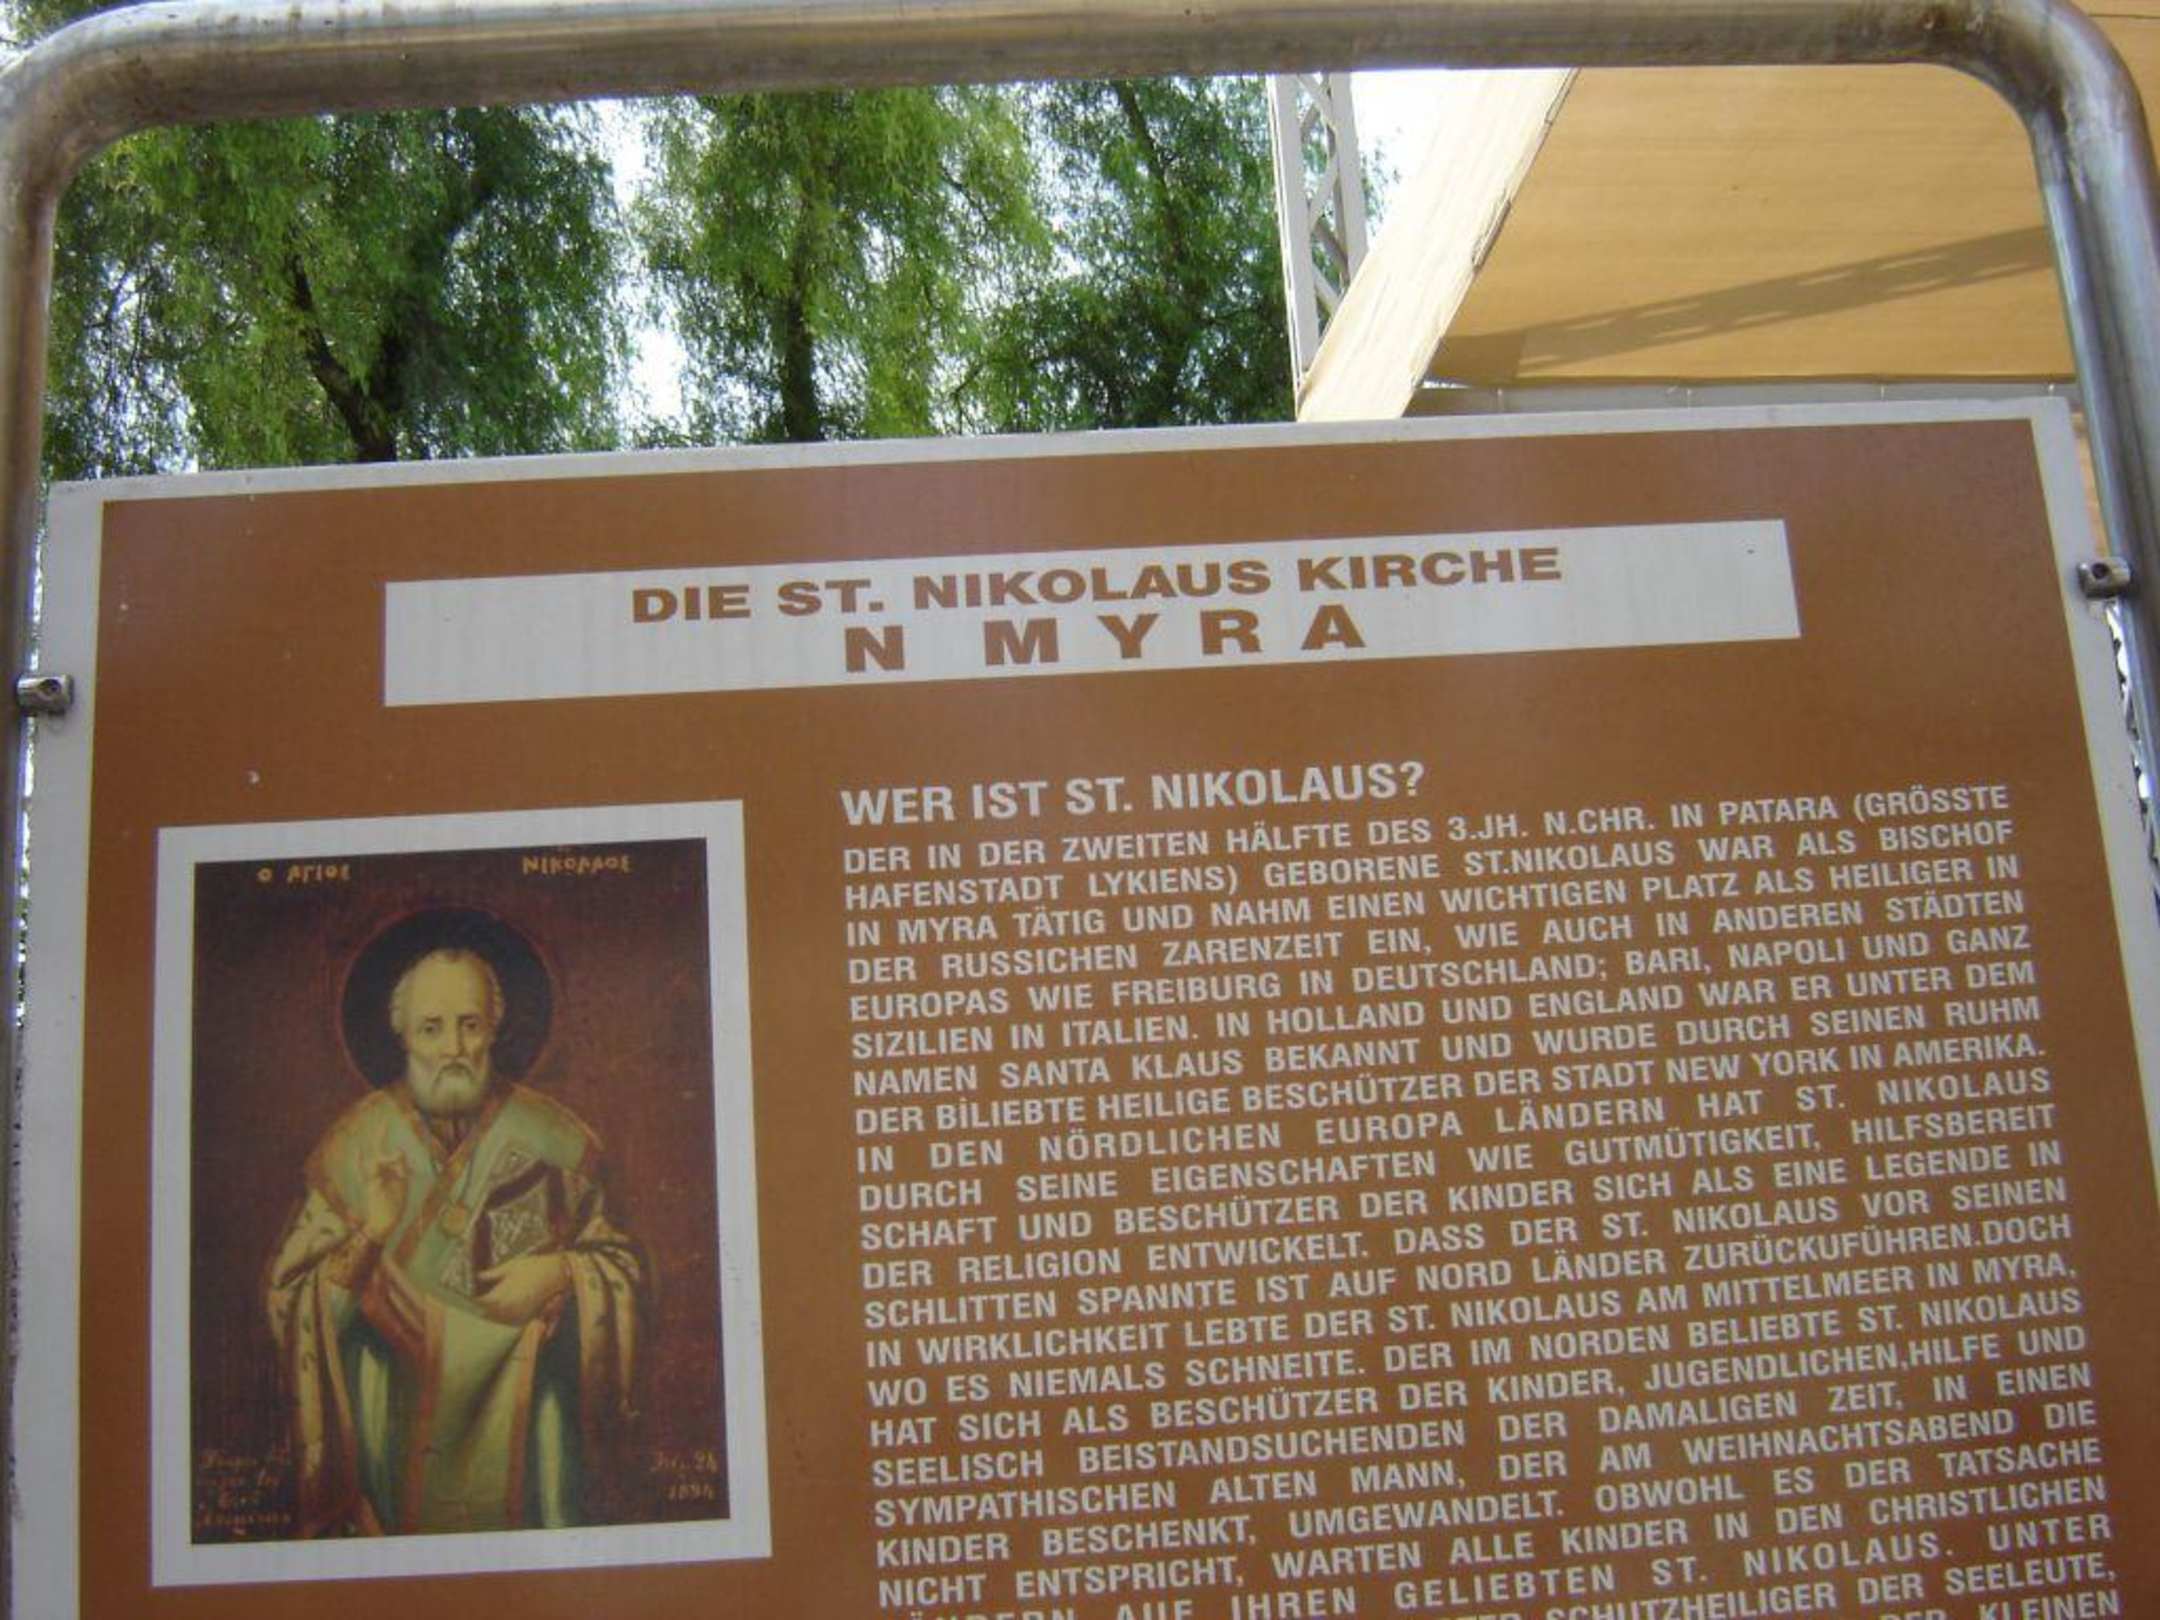 DIE ST. NIKOLAUS KIRCHE
N MYRA
Ο ΑΓΙΟΣ ΝΙΚΟΛΑΟΣ
1894
WER IST ST. NIKOLAUS?
DER IN DER ZWEITEN HÄLFTE DES 3.JH. N.CHR. IN PATARA (GRÖSSTE
HAFENSTADT LYKIENS) GEBORENE ST.NIKOLAUS WAR ALS BISCHOF
IN MYRA TÄTIG UND NAHM EINEN WICHTIGEN PLATZ ALS HEILIGER IN
DER RUSSICHEN ZARENZEIT EIN, WIE AUCH IN ANDEREN STÄDTEN
EUROPAS WIE FREIBURG IN DEUTSCHLAND; BARI, NAPOLI UND GANZ
SIZILIEN IN ITALIEN. IN HOLLAND UND ENGLAND WAR ER UNTER DEM
NAMEN SANTA KLAUS BEKANNT UND WURDE DURCH SEINEN RUHM
DER BİLIEBTE HEILIGE BESCHÜTZER DER STADT NEW YORK IN AMERIKA.
IN DEN NÖRDLICHEN EUROPA LÄNDERN HAT ST. NIKOLAUS
DURCH SEINE EIGENSCHAFTEN WIE GUTMÜTIGKEIT, HILFSBEREIT
SCHAFT UND BESCHÜTZER DER KINDER SICH ALS EINE LEGENDE IN
DER RELIGION ENTWICKELT. DASS DER ST. NIKOLAUS VOR SEINEN
SCHLITTEN SPANNTE IST AUF NORD LÄNDER ZURÜCKUFÜHREN.DOCH
IN WIRKLICHKEIT LEBTE DER ST. NIKOLAUS AM MITTELMEER IN MYRA,
WO ES NIEMALS SCHNEITE. DER IM NORDEN BELIEBTE ST. NIKOLAUS
HAT SICH ALS BESCHÜTZER DER KINDER, JUGENDLICHEN,HILFE UND
SEELISCH BEISTANDSUCHENDEN DER DAMALIGEN ZEIT, IN EINEN
SYMPATHISCHEN ALTEN MANN, DER AM WEIHNACHTSABEND DIE
KINDER BESCHENKT, UMGEWANDELT. OBWOHL ES DER TATSACHE
NICHT ENTSPRICHT, WARTEN ALLE KINDER IN DEN CHRISTLICHEN
LÄNDERN AUF IHREN GELIEBTEN ST. NIKOLAUS. UNTER
SCHUTZHEILIGER DER SEELEUTE,
KLEINEN